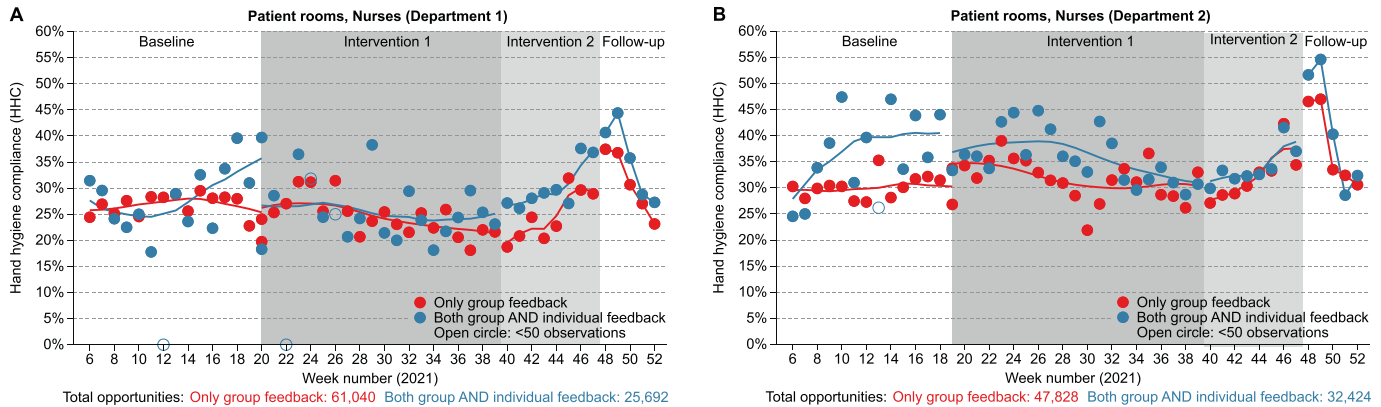 A
Patient rooms, Nurses (Department 1)
Hand hygiene compliance (HHC)
60%
55%
50%
45%
40%
35%
30%
25%
20%
15%
10%
5%
0%
Baseline
Intervention 1
Intervention 2
Follow-up
Only group feedback
Both group AND individual feedback
Open circle: <50 observations
6 8 10 12 14 16 18 20 22 24 26 28 30 32 34 36 38 40 42 44 46 48 50 52
Week number (2021)
Total opportunities: Only group feedback: 61,040 Both group AND individual feedback: 25,692
B
Patient rooms, Nurses (Department 2)
Hand hygiene compliance (HHC)
60%
55%
50%
45%
40%
35%
30%
25%
20%
15%
10%
5%
0%
Baseline
Intervention 1
Intervention 2
Follow-up
Only group feedback
Both group AND individual feedback
Open circle: <50 observations
6 8 10 12 14 16 18 20 22 24 26 28 30 32 34 36 38 40 42 44 46 48 50 52
Week number (2021)
Total opportunities: Only group feedback: 47,828 Both group AND individual feedback: 32,424